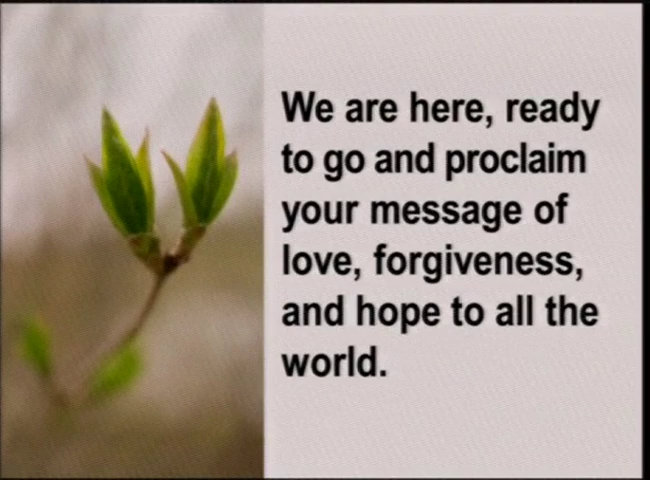 We are here, ready
to go and proclaim
your message of
love, forgiveness,
and hope to all the
world.